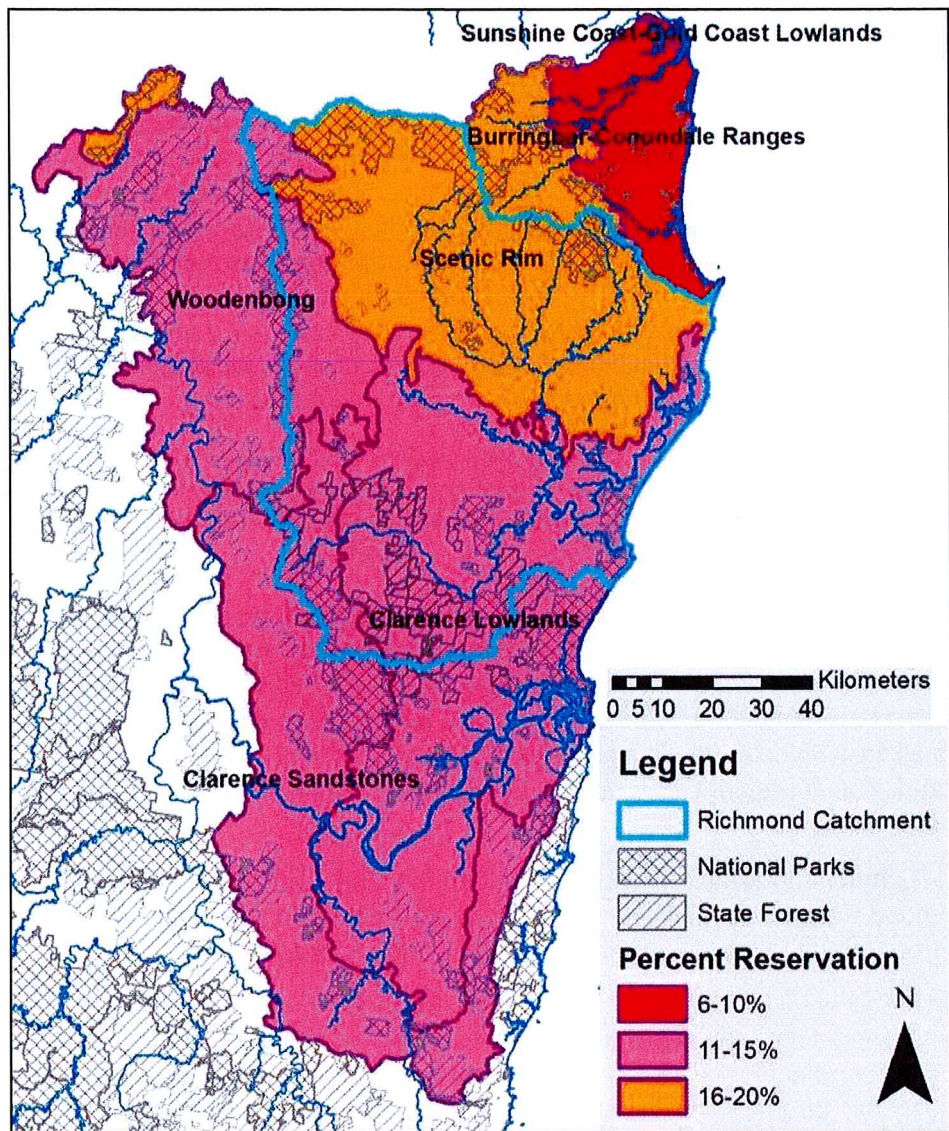 Sunshine Coast-Gold Coast Lowlands
Burringbar-Conundale Ranges
Scenic Rim
Woodenbong
Clarence Lowlands
Clarence Sandstones
Kilometers
0 5 10 20 30 40
Legend
Richmond Catchment
National Parks
State Forest
Percent Reservation
6-10%
11-15%
16-20%
N